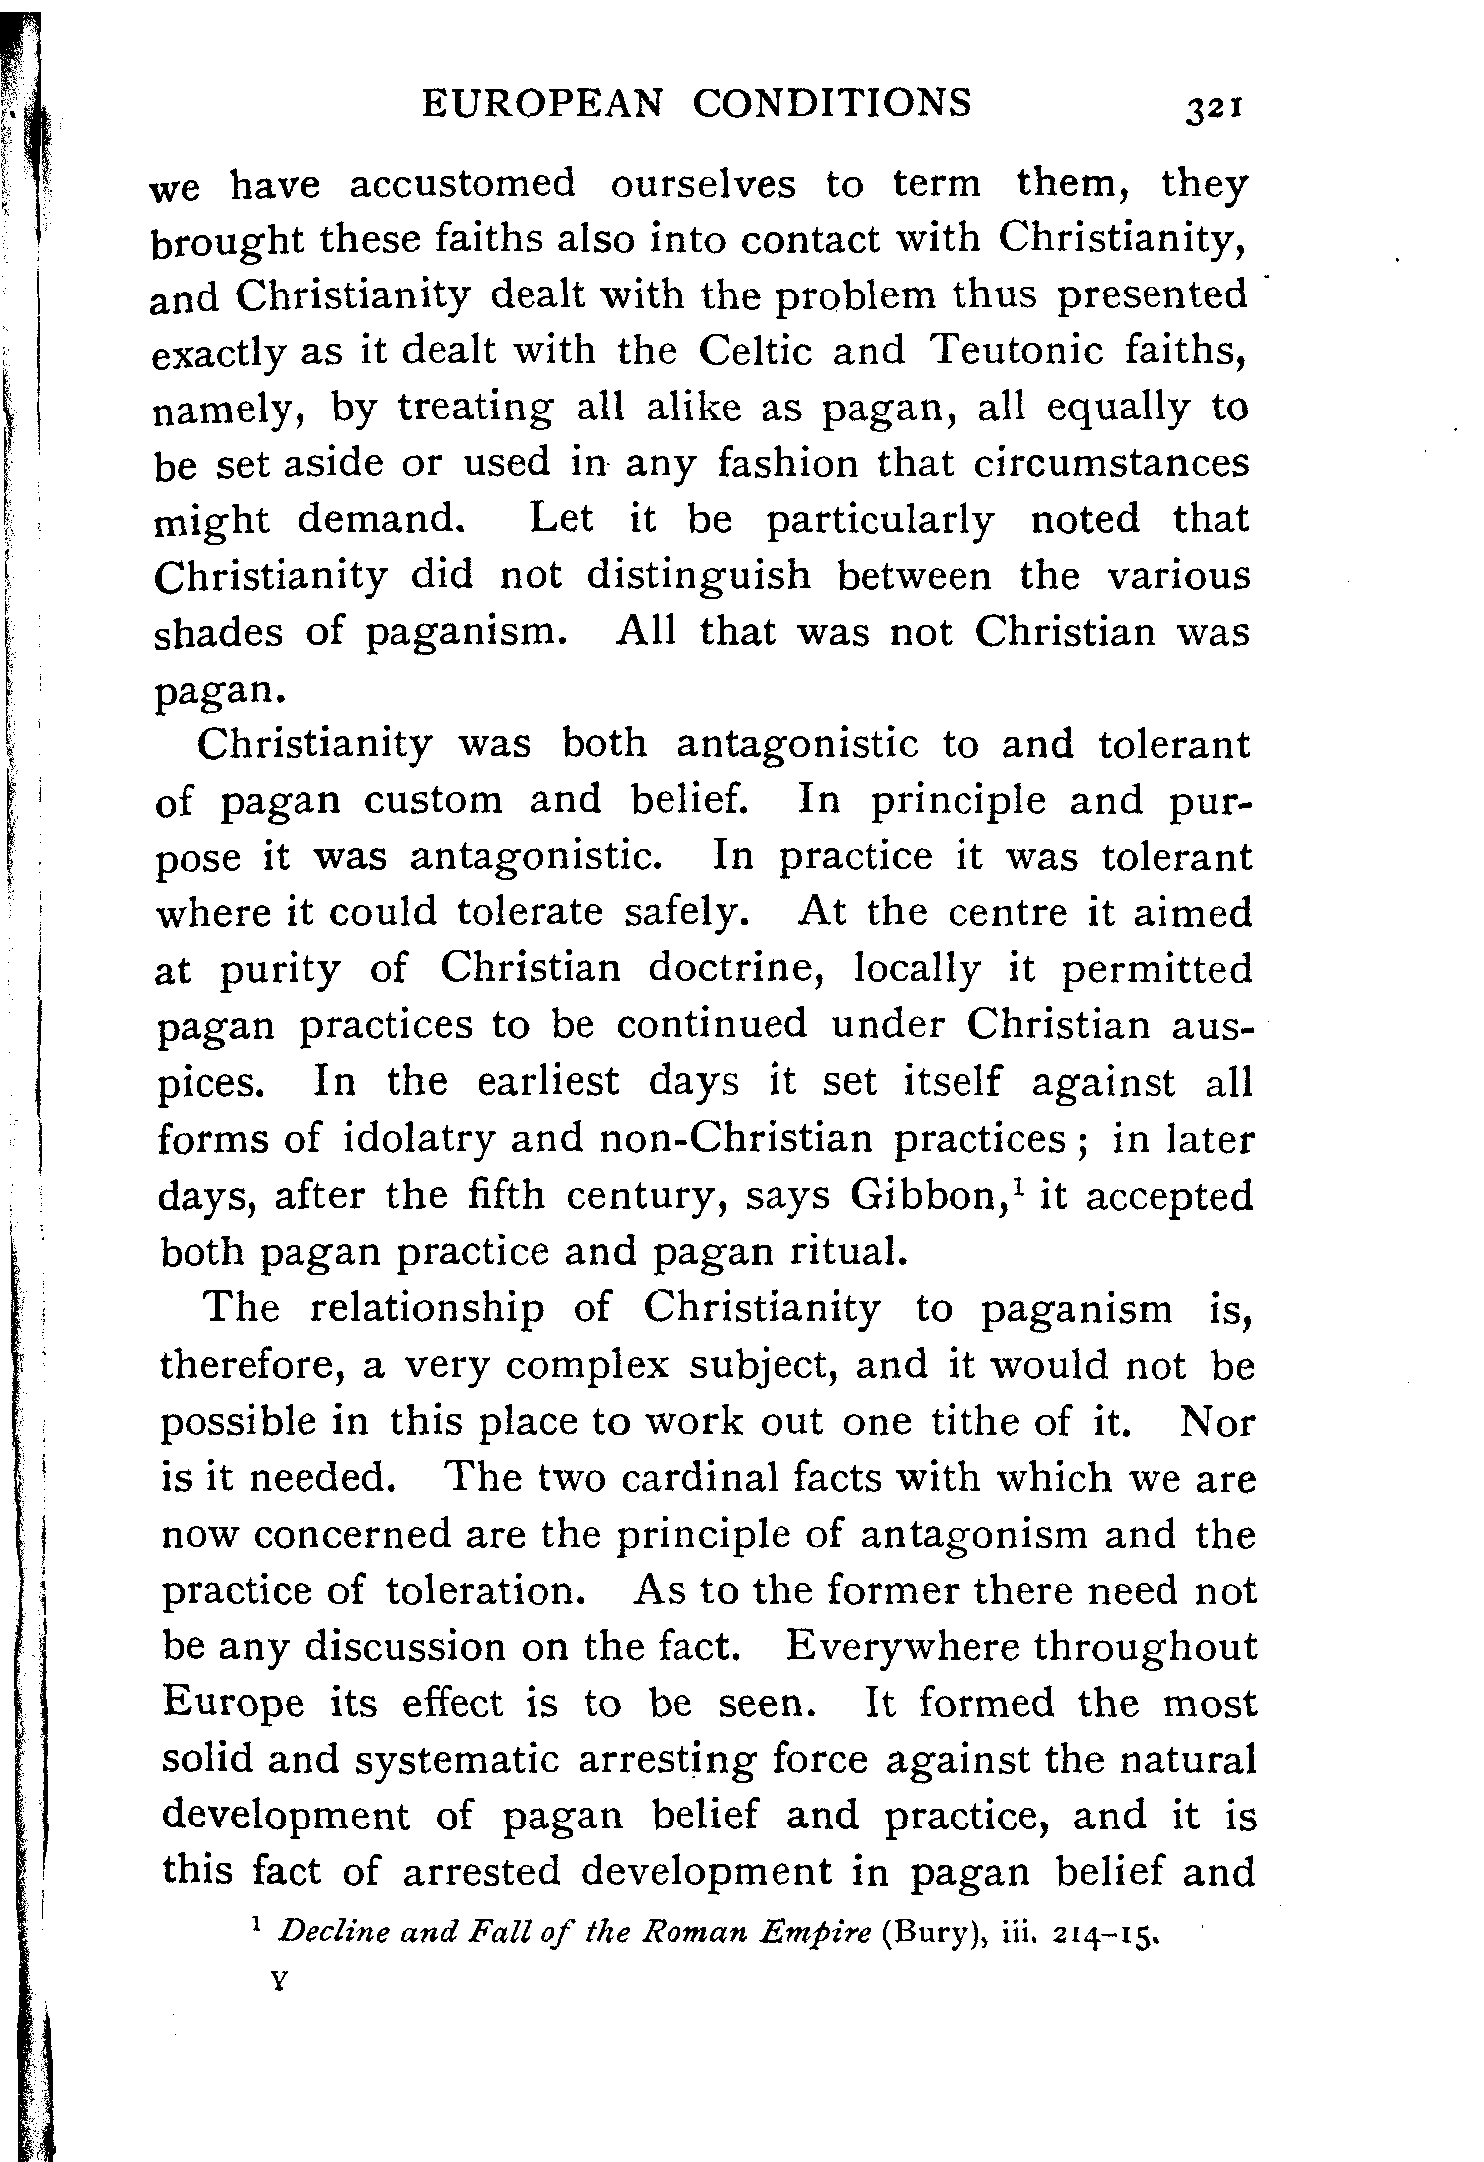 EUROPEAN CONDITIONS 321
we have accustomed ourselves to term them, they
brought these faiths also into contact with Christianity,
and Christianity dealt with the problem thus presented
exactly as it dealt with the Celtic and Teutonic faiths,
namely, by treating all alike as pagan, all equally to
be set aside or used in any fashion that circumstances
might demand. Let it be particularly noted that
Christianity did not distinguish between the various
shades of paganism. All that was not Christian was
pagan.
Christianity was both antagonistic to and tolerant
of pagan custom and belief. In principle and pur-
pose it was antagonistic. In practice it was tolerant
where it could tolerate safely. At the centre it aimed
at purity of Christian doctrine, locally it permitted
pagan practices to be continued under Christian aus-
pices. In the earliest days it set itself against all
forms of idolatry and non-Christian practices ; in later
days, after the fifth century, says Gibbon,¹ it accepted
both pagan practice and pagan ritual.
The relationship of Christianity to paganism is,
therefore, a very complex subject, and it would not be
possible in this place to work out one tithe of it. Nor
is it needed. The two cardinal facts with which we are
now concerned are the principle of antagonism and the
practice of toleration. As to the former there need not
be any discussion on the fact. Everywhere throughout
Europe its effect is to be seen. It formed the most
solid and systematic arresting force against the natural
development of pagan belief and practice, and it is
this fact of arrested development in pagan belief and
¹ Decline and Fall of the Roman Empire (Bury), iii. 214-15.
Y